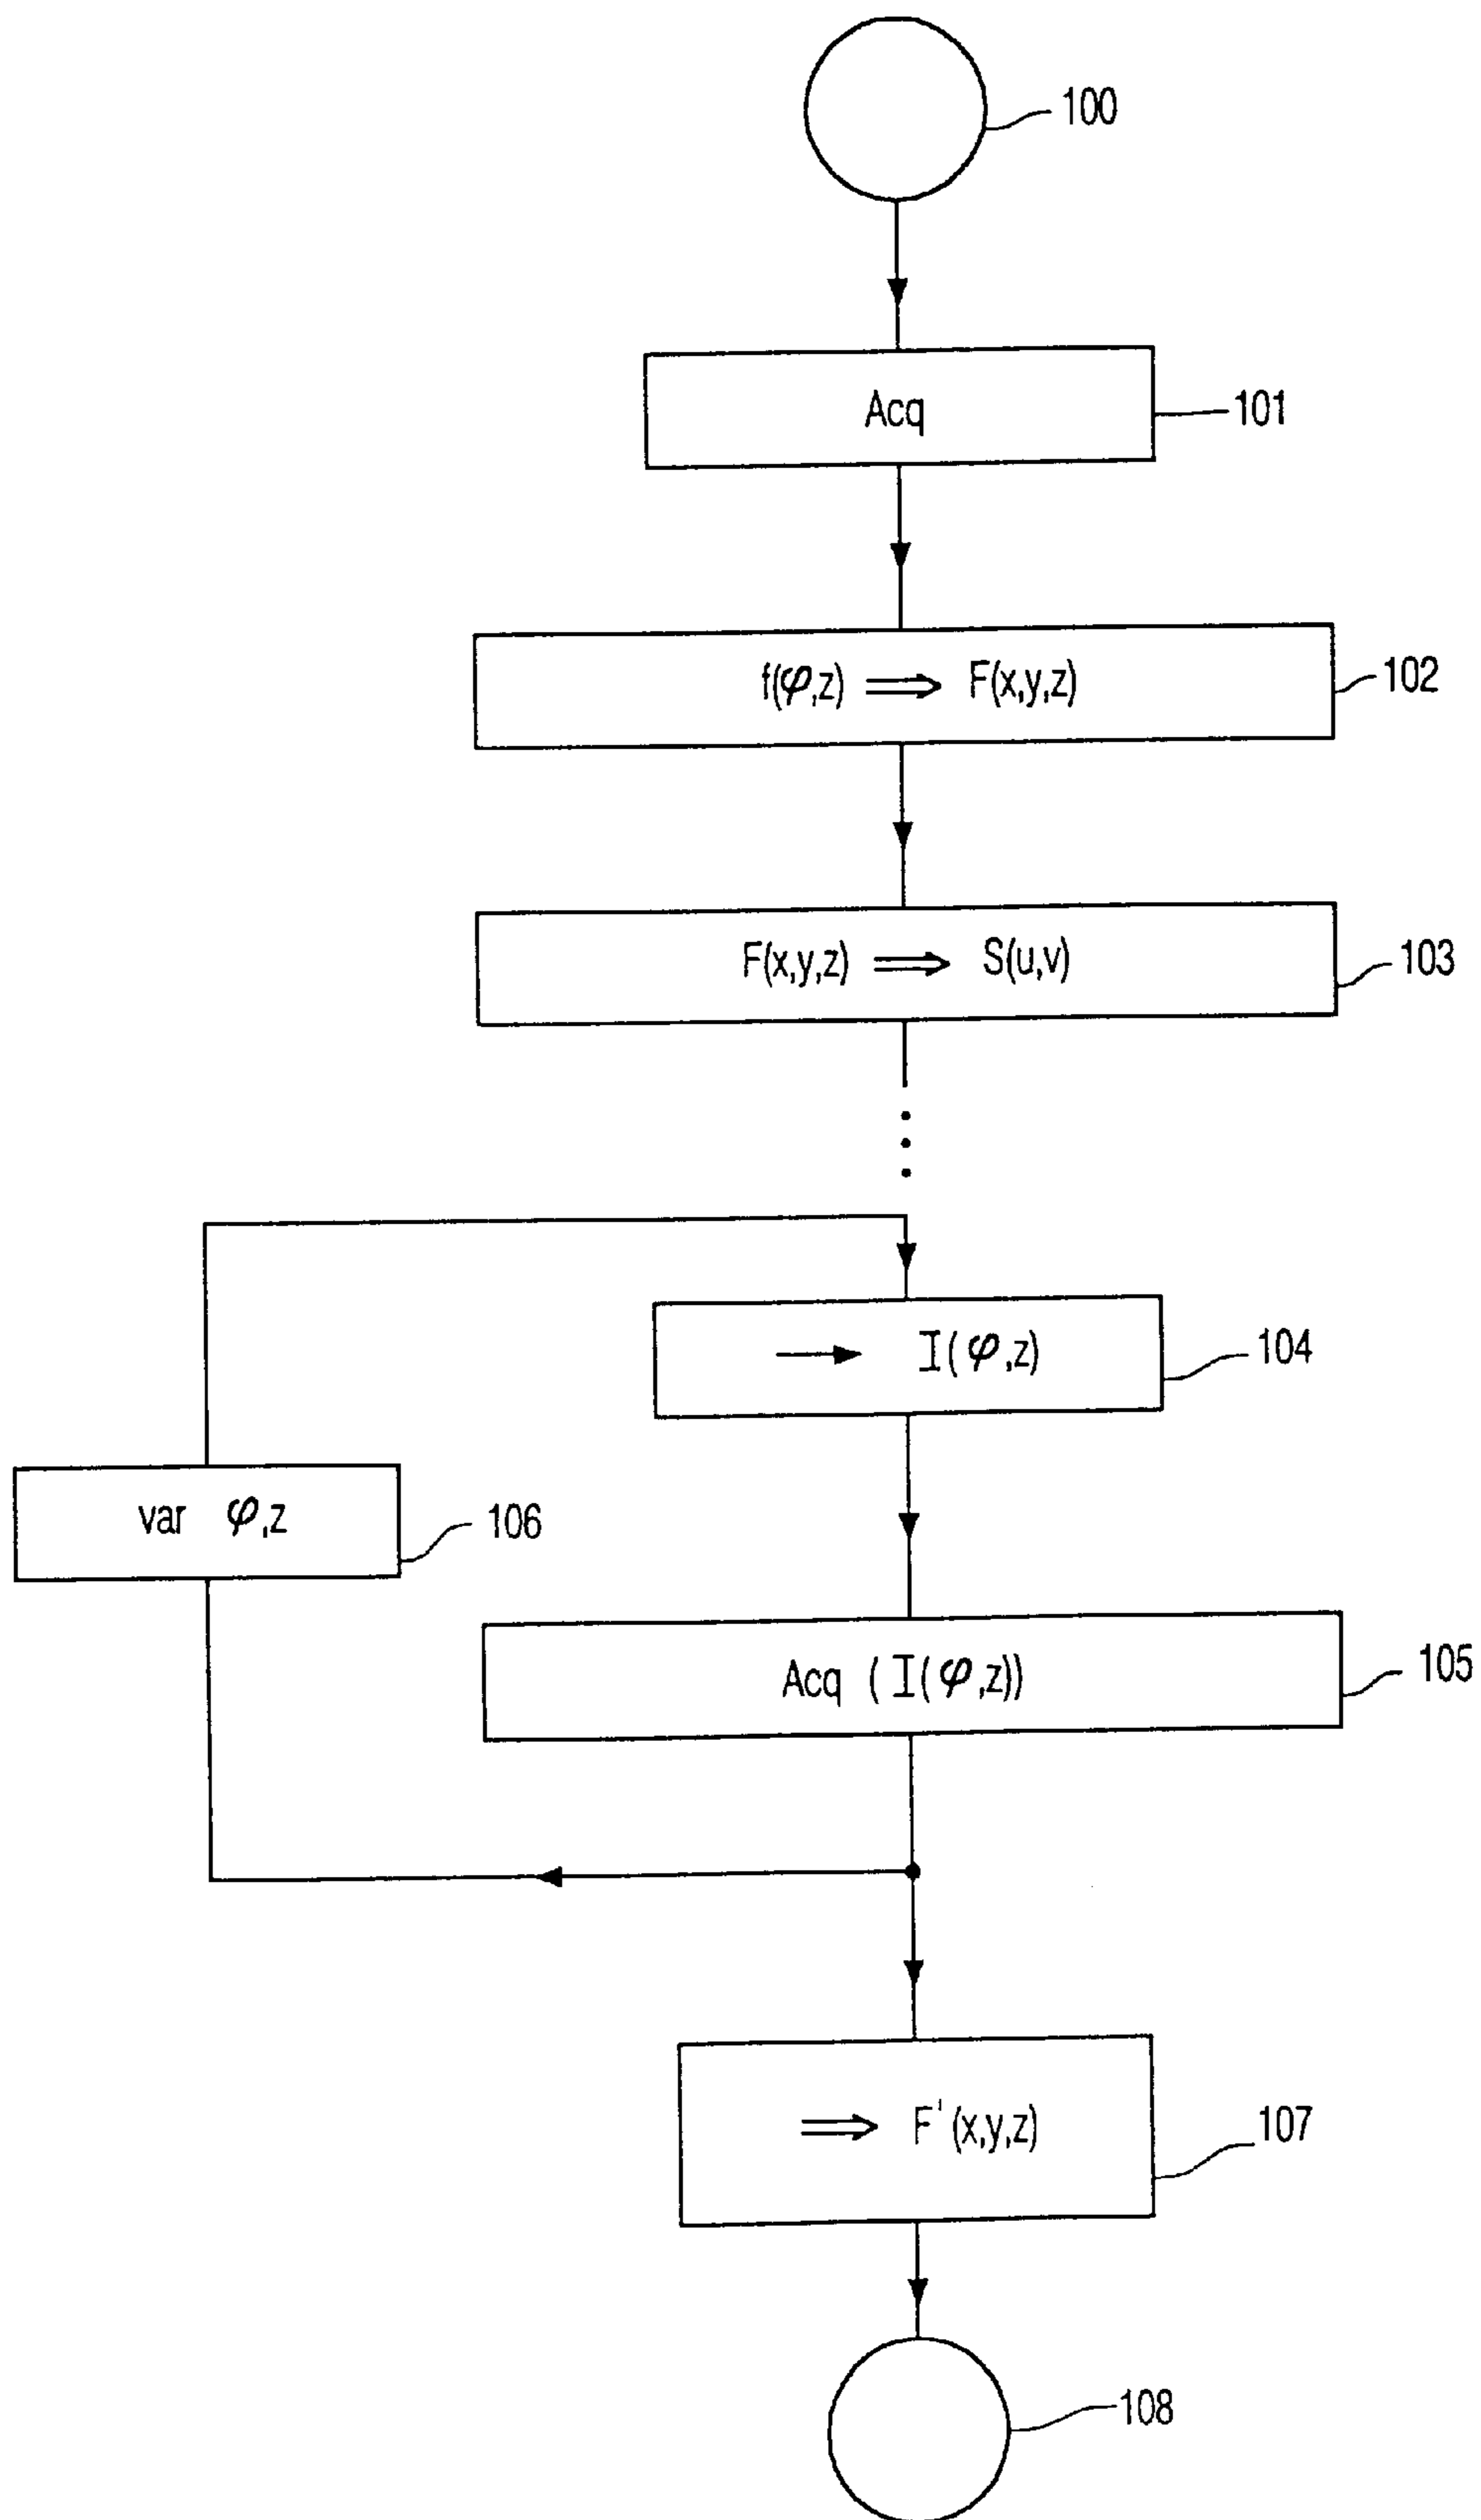 100
Acq
101
f(φ,z) ⟹ F(x,y,z)
102
F(x,y,z) ⟹ S(u,v)
103
→ I(φ,z)
104
var φ,z
106
Acq (I(φ,z))
105
⟹ F'(x,y,z)
107
108